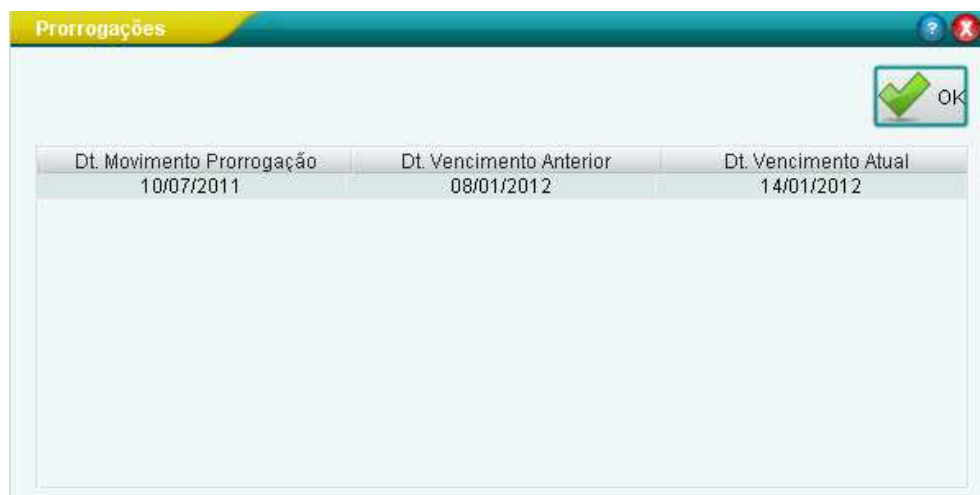 Prorrogações
?
X
OK
Dt. Movimento Prorrogação Dt. Vencimento Anterior Dt. Vencimento Atual
10/07/2011 08/01/2012 14/01/2012